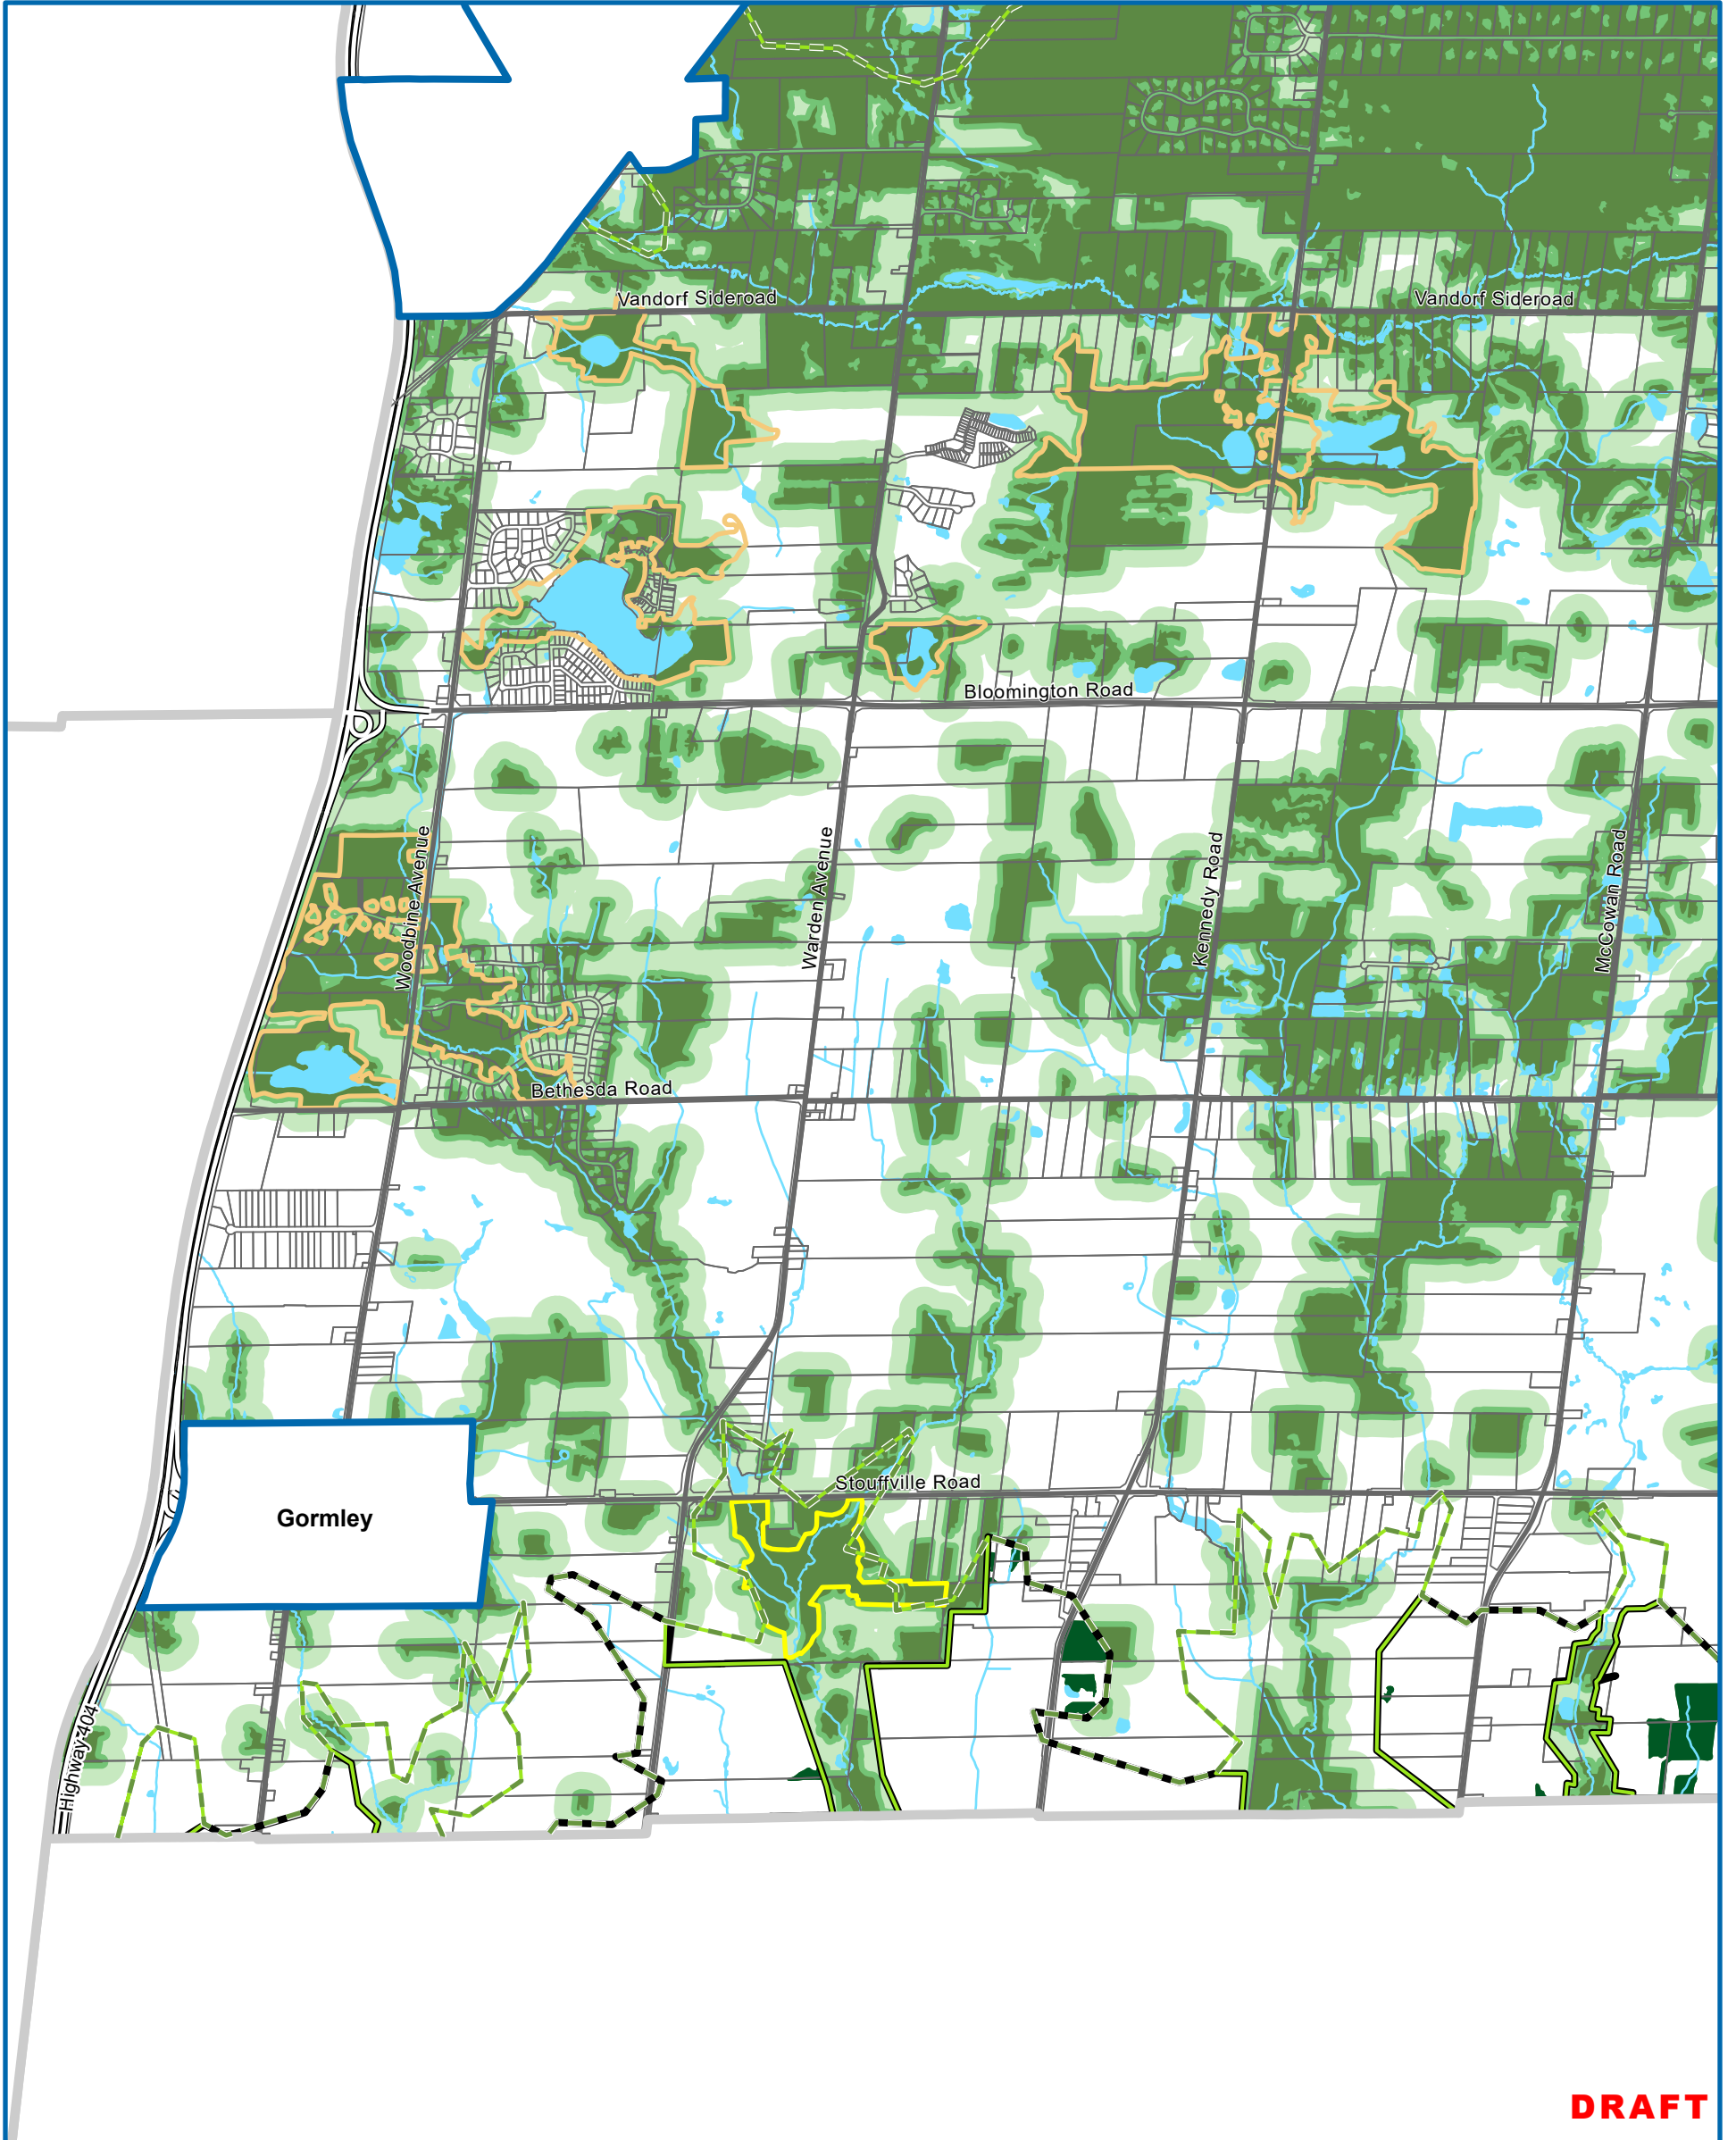 Vandorf Sideroad
Vandorf Sideroad
Bloomington Road
Woodbine Avenue
Warden Avenue
Kennedy Road
McCowan Road
Bethesda Road
Stouffville Road
Gormley
Highway 404
DRAFT